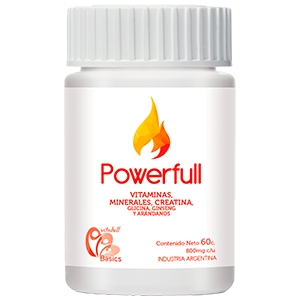 Powerfull
VITAMINAS,
MINERALES, CREATINA,
GLICINA, GINSENG
Y ARÁNDANOS
Contenido Neto 60c.
800mg c/u
INDUSTRIA ARGENTINA
Basics